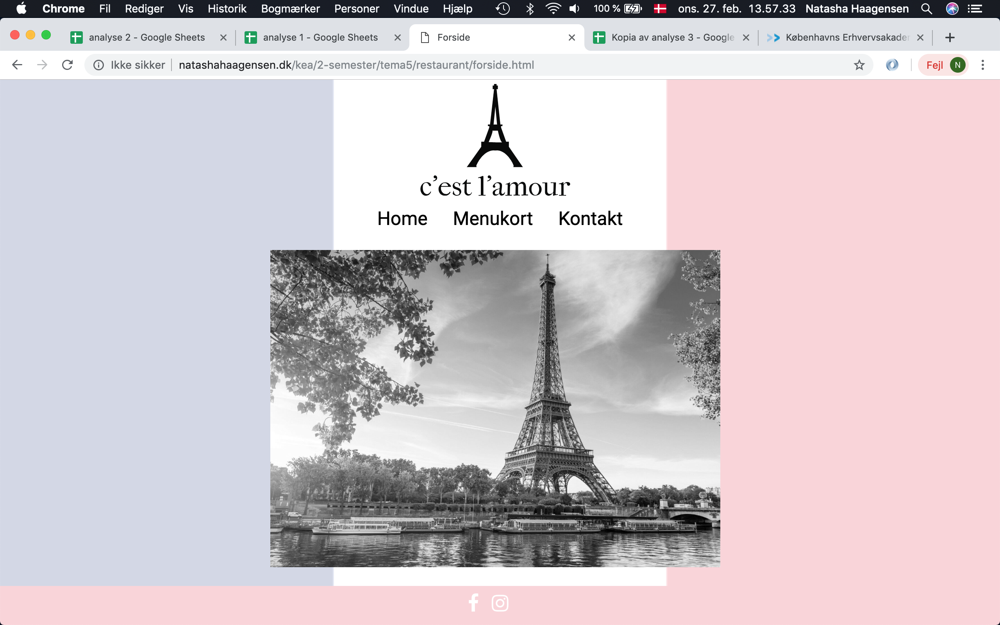 Chrome Fil Rediger Vis Historik Bogmærker Personer Vindue Hjælp 100 % ons. 27. feb. 13.57.33 Natasha Haagensen
analyse 2 - Google Sheets analyse 1 - Google Sheets Forside Kopia av analyse 3 - Google Københavns Erhvervsakader
Ikke sikker natashahaagensen.dk/kea/2-semester/tema5/restaurant/forside.html Fejl N
c’est l’amour
Home Menukort Kontakt